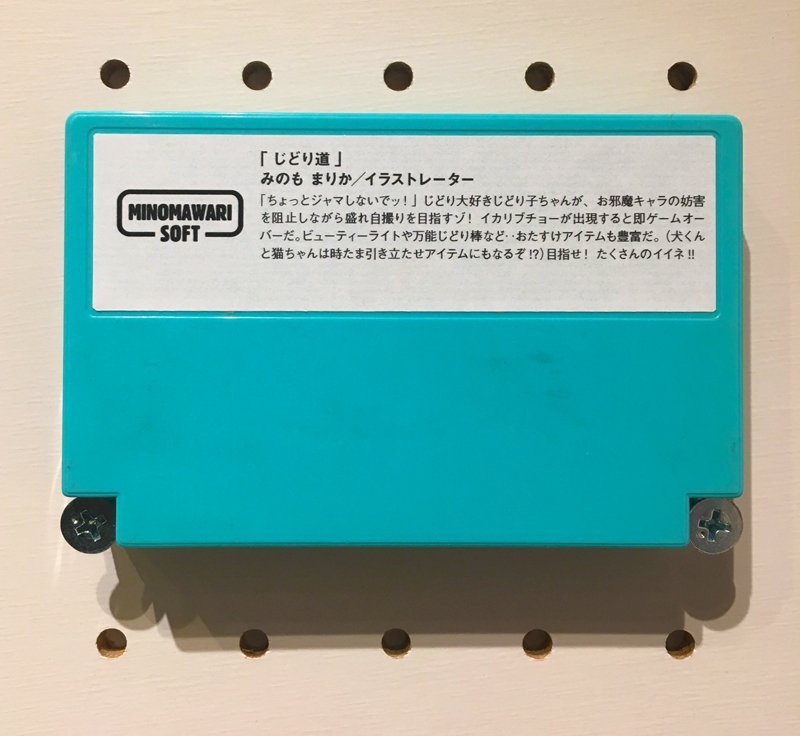 「 じどり道 」
みのも まりか／イラストレーター
MINOMAWARI
SOFT
「ちょっとジャマしないでッ！」じどり大好きじどり子ちゃんが、お邪魔キャラの妨害
を阻止しながら盛れ自撮りを目指すゾ！イカリブチョーが出現すると即ゲームオー
バーだ。ビューティーライトや万能じどり棒など‥おたすけアイテムも豊富だ。（犬くん
と猫ちゃんは時たま引き立たせアイテムにもなるぞ!?）目指せ！たくさんのイイネ!!